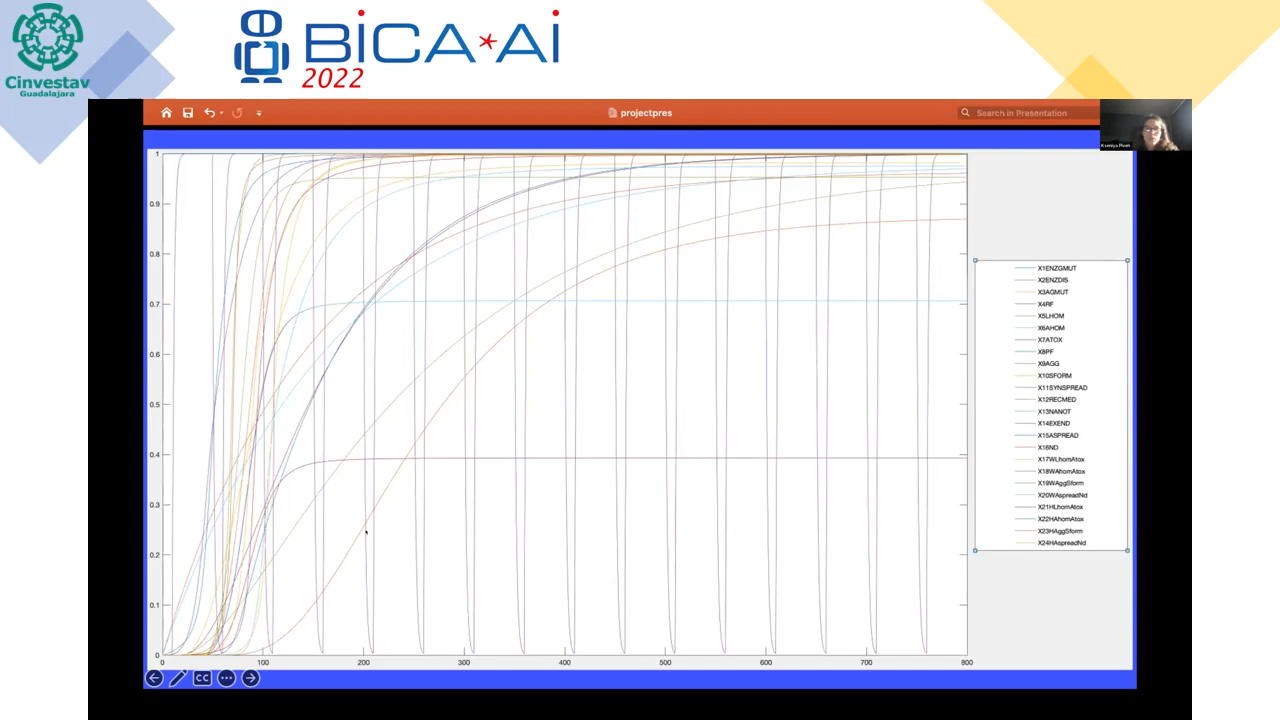 Cinvestav
Guadalajara
BICA*AI
2022
projectpres
Search in Presentation
1
0.9
0.8
0.7
0.6
0.5
0.4
0.3
0.2
0.1
0
0 100 200 300 400 500 600 700 800
X1ENZGMUT
X2ENZDIS
X3AGMUT
X4RF
X5LHOM
X6AHOM
X7ATOX
X8PF
X9AGG
X10SFORM
X11SYNSPREAD
X12RECMED
X13NANOT
X14EXEND
X15ASPREAD
X16ND
X17WLhomAtox
X18WAhomAtox
X19WAggSform
X20WAspreadNd
X21HLhomAtox
X22HAhomAtox
X23HAggSform
X24HAspreadNd
CC